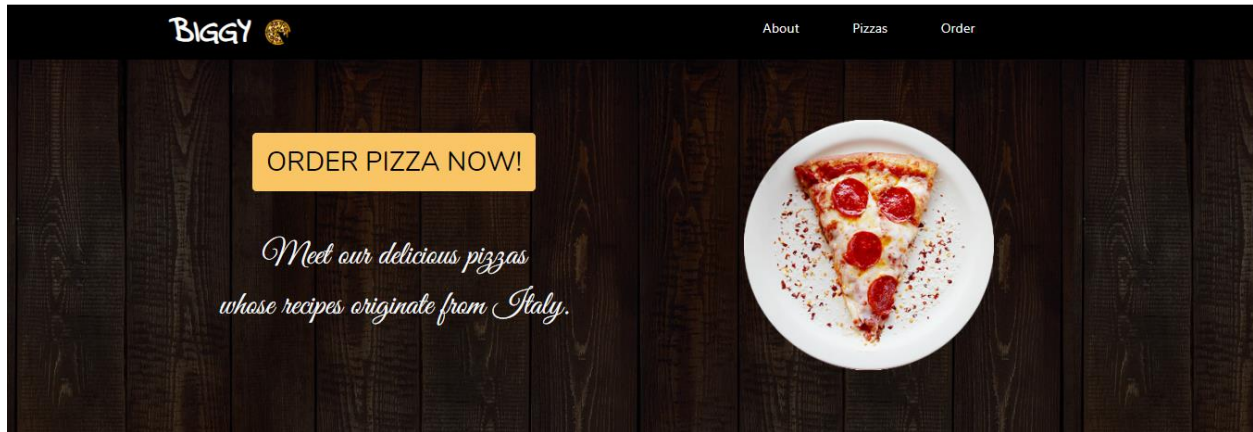 BIGGY
About Pizzas Order
ORDER PIZZA NOW!
Meet our delicious pizzas
whose recipes originate from Italy.